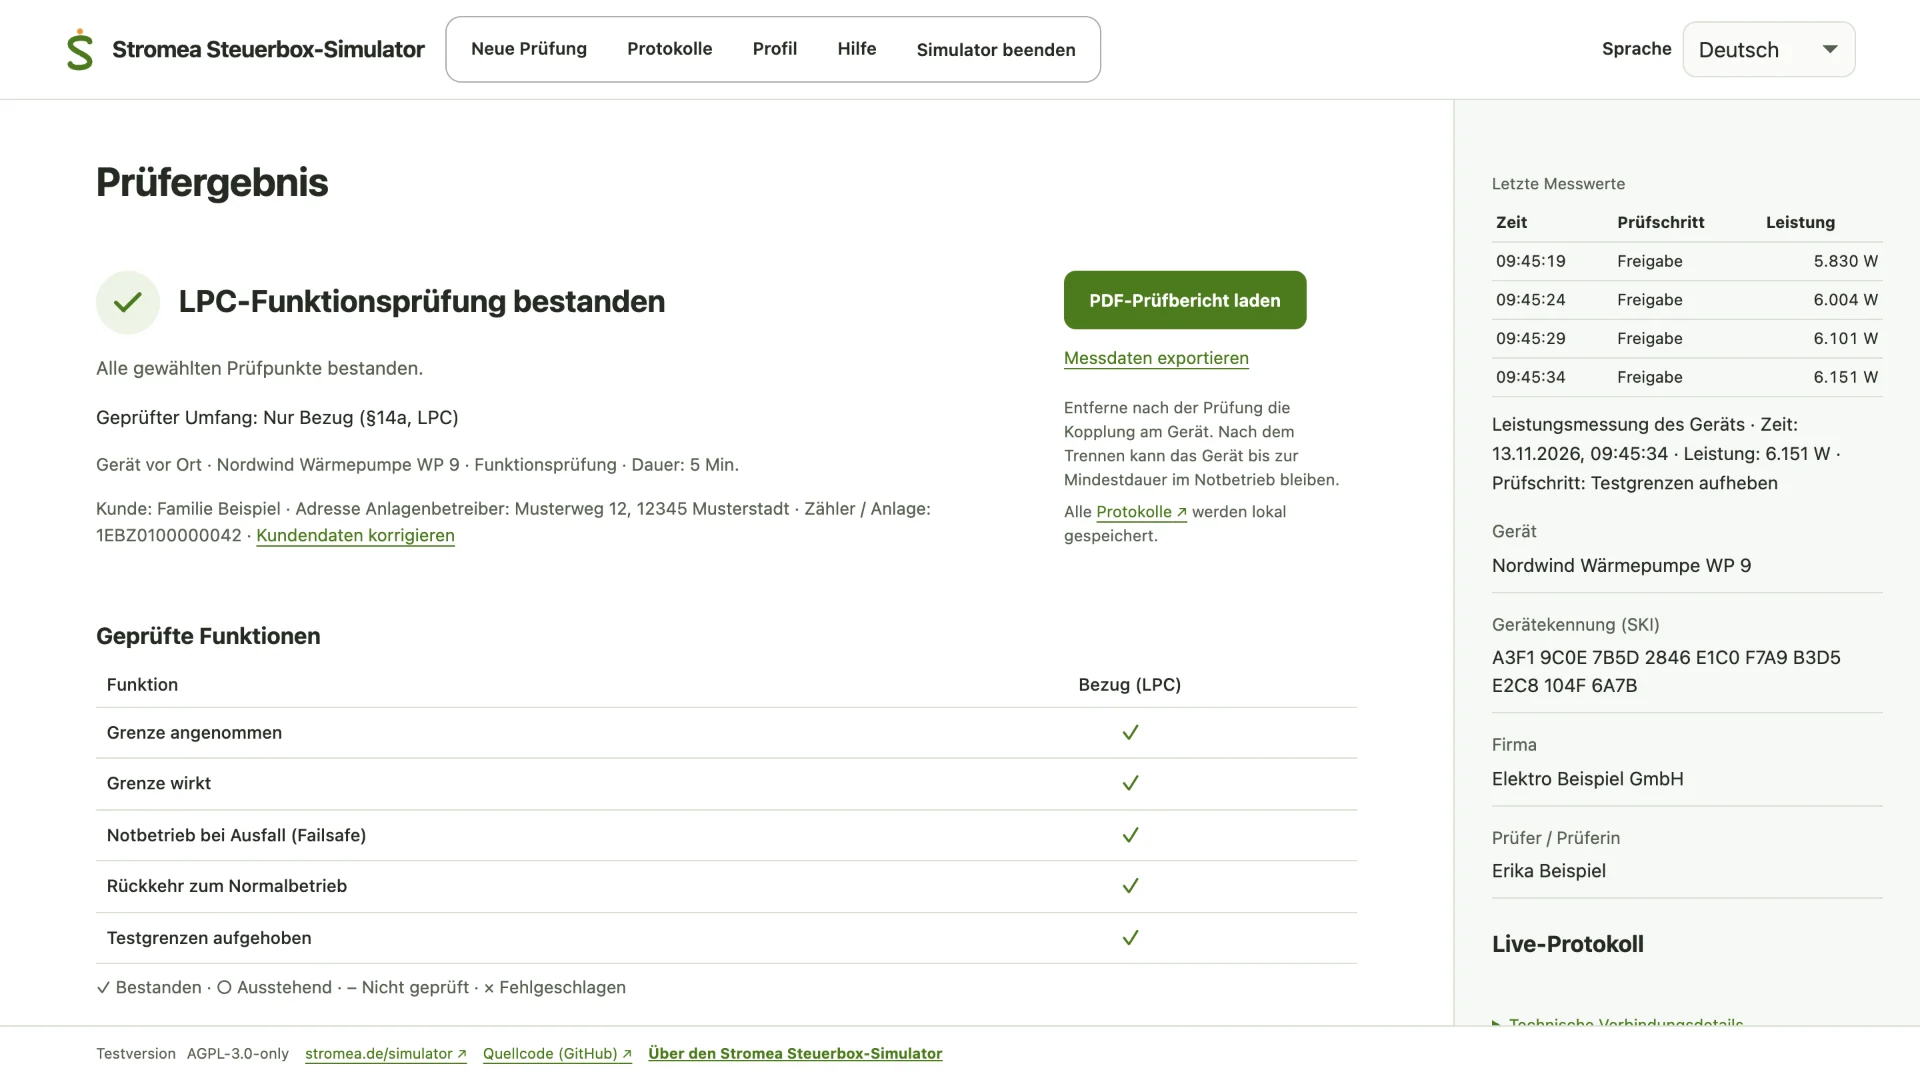 Stromea Steuerbox-Simulator
Neue Prüfung
Protokolle
Profil
Hilfe
Simulator beenden
Sprache
Deutsch
Prüfergebnis
LPC-Funktionsprüfung bestanden
Alle gewählten Prüfpunkte bestanden.
Geprüfter Umfang: Nur Bezug (§14a, LPC)
Gerät vor Ort · Nordwind Wärmepumpe WP 9 · Funktionsprüfung · Dauer: 5 Min.
Kunde: Familie Beispiel · Adresse Anlagenbetreiber: Musterweg 12, 12345 Musterstadt · Zähler / Anlage:
1EBZ0100000042 · Kundendaten korrigieren
PDF-Prüfbericht laden
Messdaten exportieren
Entferne nach der Prüfung die
Kopplung am Gerät. Nach dem
Trennen kann das Gerät bis zur
Mindestdauer im Notbetrieb bleiben.
Alle Protokolle ↗ werden lokal
gespeichert.
Geprüfte Funktionen
Funktion Bezug (LPC)
Grenze angenommen ✓
Grenze wirkt ✓
Notbetrieb bei Ausfall (Failsafe) ✓
Rückkehr zum Normalbetrieb ✓
Testgrenzen aufgehoben ✓
✓ Bestanden · ○ Ausstehend · – Nicht geprüft · × Fehlgeschlagen
Letzte Messwerte
Zeit Prüfschritt Leistung
09:45:19 Freigabe 5.830 W
09:45:24 Freigabe 6.004 W
09:45:29 Freigabe 6.101 W
09:45:34 Freigabe 6.151 W
Leistungsmessung des Geräts · Zeit:
13.11.2026, 09:45:34 · Leistung: 6.151 W ·
Prüfschritt: Testgrenzen aufheben
Gerät
Nordwind Wärmepumpe WP 9
Gerätekennung (SKI)
A3F1 9C0E 7B5D 2846 E1C0 F7A9 B3D5
E2C8 104F 6A7B
Firma
Elektro Beispiel GmbH
Prüfer / Prüferin
Erika Beispiel
Live-Protokoll
Technische Verbindungsdetails
Testversion AGPL-3.0-only stromea.de/simulator ↗ Quellcode (GitHub) ↗ Über den Stromea Steuerbox-Simulator